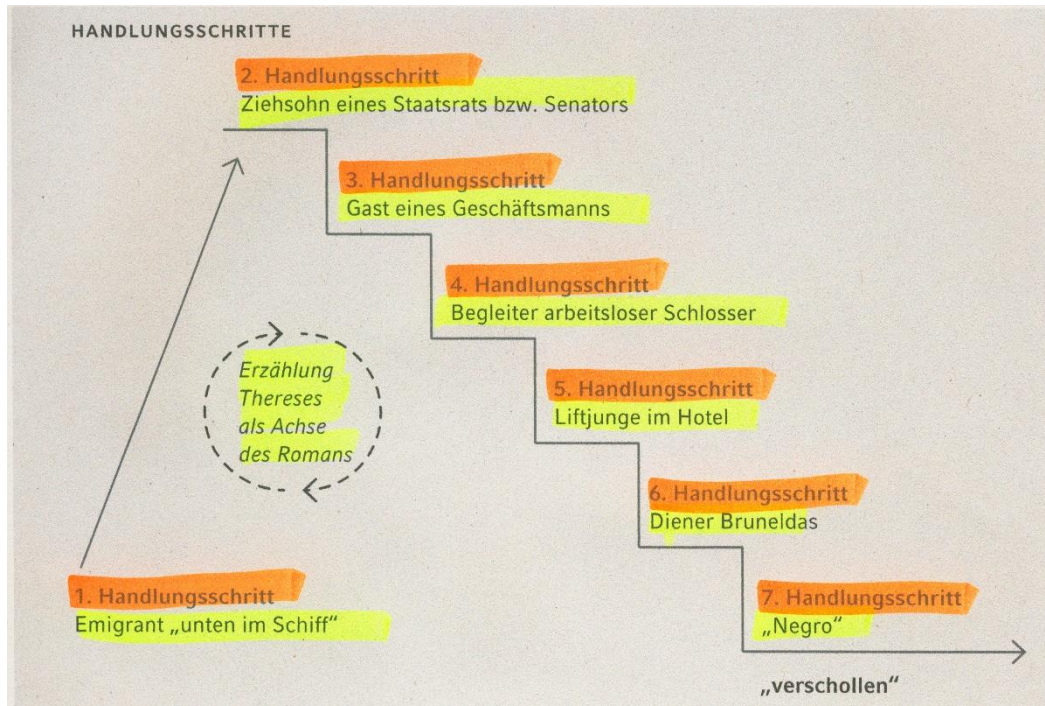 HANDLUNGSSCHRITTE
2. Handlungsschritt
Ziehsohn eines Staatsrats bzw. Senators
3. Handlungsschritt
Gast eines Geschäftsmanns
4. Handlungsschritt
Begleiter arbeitsloser Schlosser
Erzählung
Thereses
als Achse
des Romans
5. Handlungsschritt
Liftjunge im Hotel
6. Handlungsschritt
Diener Bruneldas
1. Handlungsschritt
Emigrant „unten im Schiff“
7. Handlungsschritt
„Negro“
„verschollen“